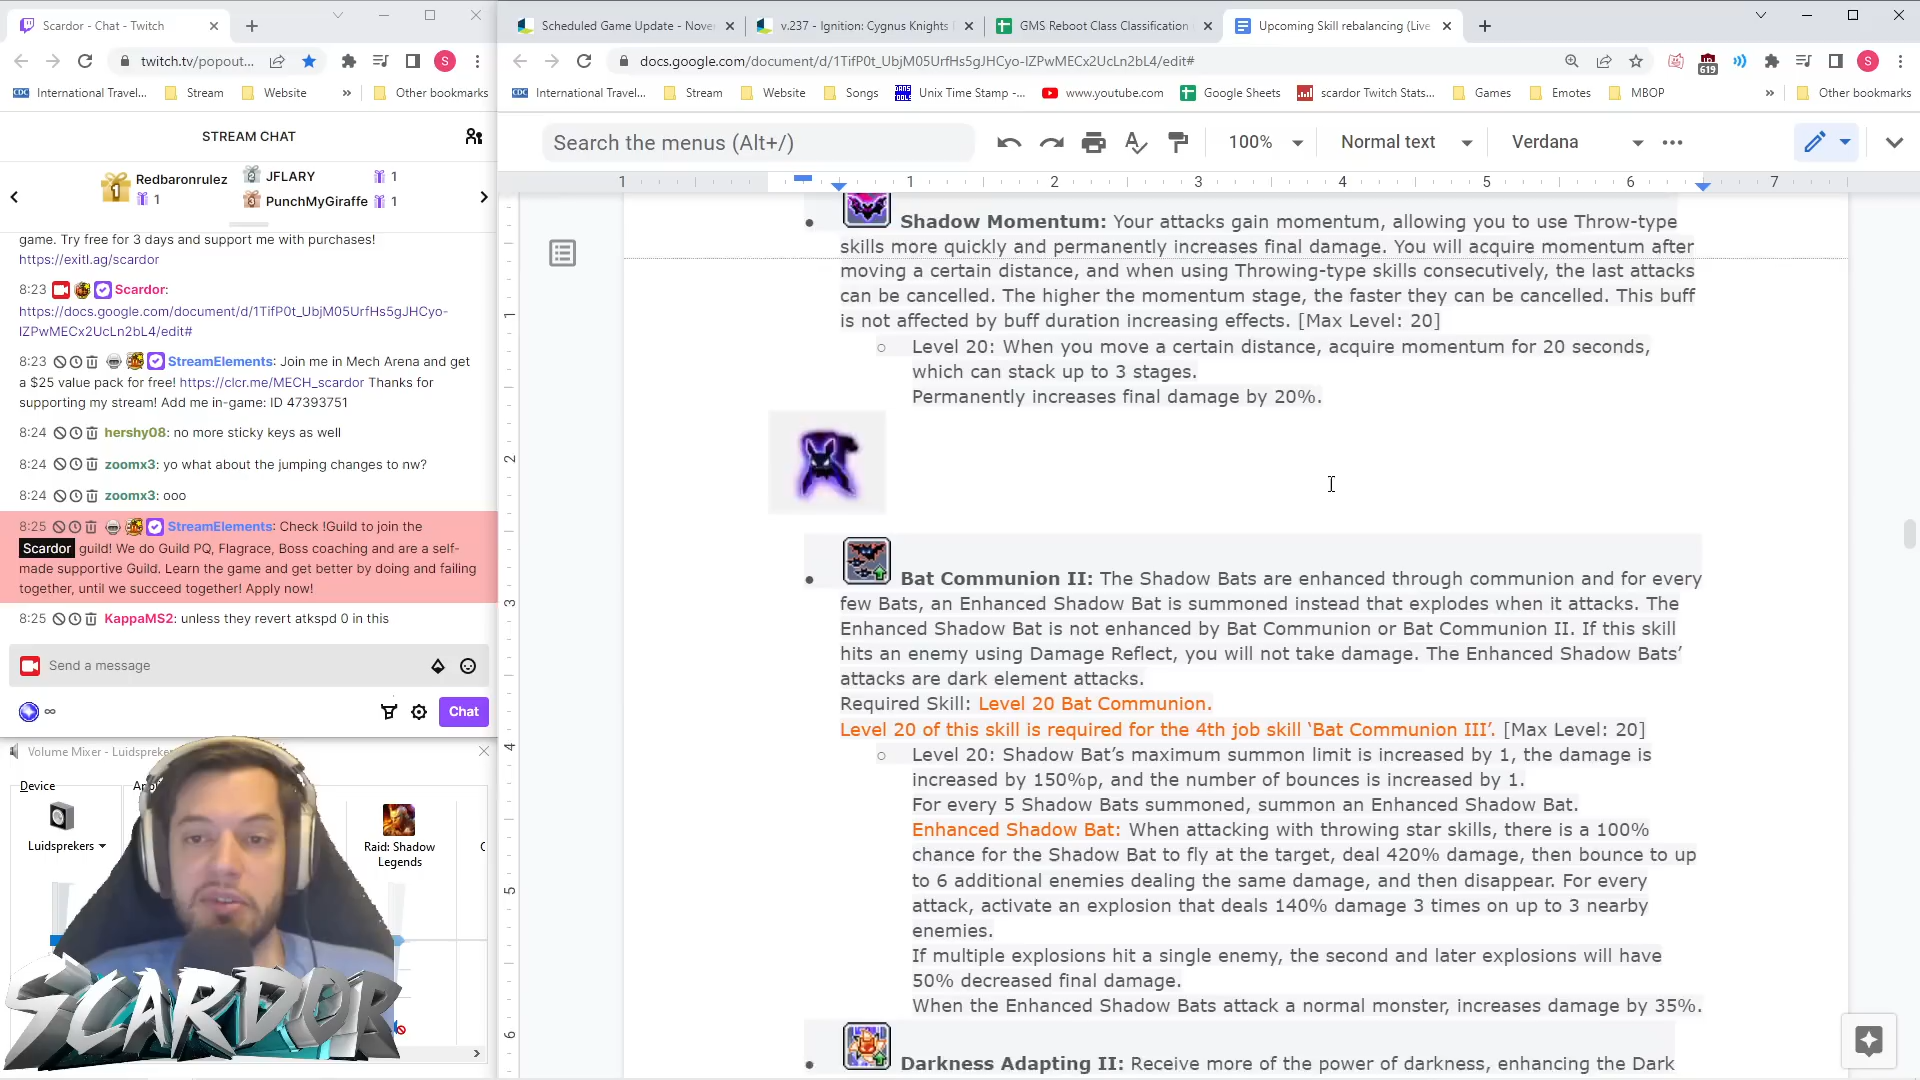 Scardor - Chat - Twitch
twitch.tv/popout...
International Travel...
Stream
Website
»
Other bookmarks
STREAM CHAT
1
Redbaronrulez
1
2
JFLARY
1
3
PunchMyGiraffe
1
game. Try free for 3 days and support me with purchases!
https://exitl.ag/scardor
8:23 Scardor:
https://docs.google.com/document/d/1TifP0t_UbjM05UrfHs5gJHCyo-
IZPwMECx2UcLn2bL4/edit#
8:23 StreamElements: Join me in Mech Arena and get
a $25 value pack for free! https://clcr.me/MECH_scardor Thanks for
supporting my stream! Add me in-game: ID 47393751
8:24 hershy08: no more sticky keys as well
8:24 zoomx3: yo what about the jumping changes to nw?
8:24 zoomx3: ooo
8:25 StreamElements: Check !Guild to join the
Scardor guild! We do Guild PQ, Flagrace, Boss coaching and are a self-
made supportive Guild. Learn the game and get better by doing and failing
together, until we succeed together! Apply now!
8:25 KappaMS2: unless they revert atkspd 0 in this
Send a message
∞
Chat
Volume Mixer - Luidspreke
Device
App
Luidsprekers
Raid: Shadow
Legends
SCARDOR
Scheduled Game Update - Nove
v.237 - Ignition: Cygnus Knights
GMS Reboot Class Classification
Upcoming Skill rebalancing (Live
docs.google.com/document/d/1TifP0t_UbjM05UrfHs5gJHCyo-IZPwMECx2UcLn2bL4/edit#
619
International Travel...
Stream
Website
Songs
Unix Time Stamp -...
www.youtube.com
Google Sheets
scardor Twitch Stats...
Games
Emotes
MBOP
»
Other bookmarks
Search the menus (Alt+/)
100%
Normal text
Verdana
1 1 2 3 4 5 6 7
1
2
3
4
5
6
Shadow Momentum: Your attacks gain momentum, allowing you to use Throw-type
skills more quickly and permanently increases final damage. You will acquire momentum after
moving a certain distance, and when using Throwing-type skills consecutively, the last attacks
can be cancelled. The higher the momentum stage, the faster they can be cancelled. This buff
is not affected by buff duration increasing effects. [Max Level: 20]
Level 20: When you move a certain distance, acquire momentum for 20 seconds,
which can stack up to 3 stages.
Permanently increases final damage by 20%.
Bat Communion II: The Shadow Bats are enhanced through communion and for every
few Bats, an Enhanced Shadow Bat is summoned instead that explodes when it attacks. The
Enhanced Shadow Bat is not enhanced by Bat Communion or Bat Communion II. If this skill
hits an enemy using Damage Reflect, you will not take damage. The Enhanced Shadow Bats’
attacks are dark element attacks.
Required Skill: Level 20 Bat Communion.
Level 20 of this skill is required for the 4th job skill ‘Bat Communion III’. [Max Level: 20]
Level 20: Shadow Bat’s maximum summon limit is increased by 1, the damage is
increased by 150%p, and the number of bounces is increased by 1.
For every 5 Shadow Bats summoned, summon an Enhanced Shadow Bat.
Enhanced Shadow Bat: When attacking with throwing star skills, there is a 100%
chance for the Shadow Bat to fly at the target, deal 420% damage, then bounce to up
to 6 additional enemies dealing the same damage, and then disappear. For every
attack, activate an explosion that deals 140% damage 3 times on up to 3 nearby
enemies.
If multiple explosions hit a single enemy, the second and later explosions will have
50% decreased final damage.
When the Enhanced Shadow Bats attack a normal monster, increases damage by 35%.
Darkness Adapting II: Receive more of the power of darkness, enhancing the Dark